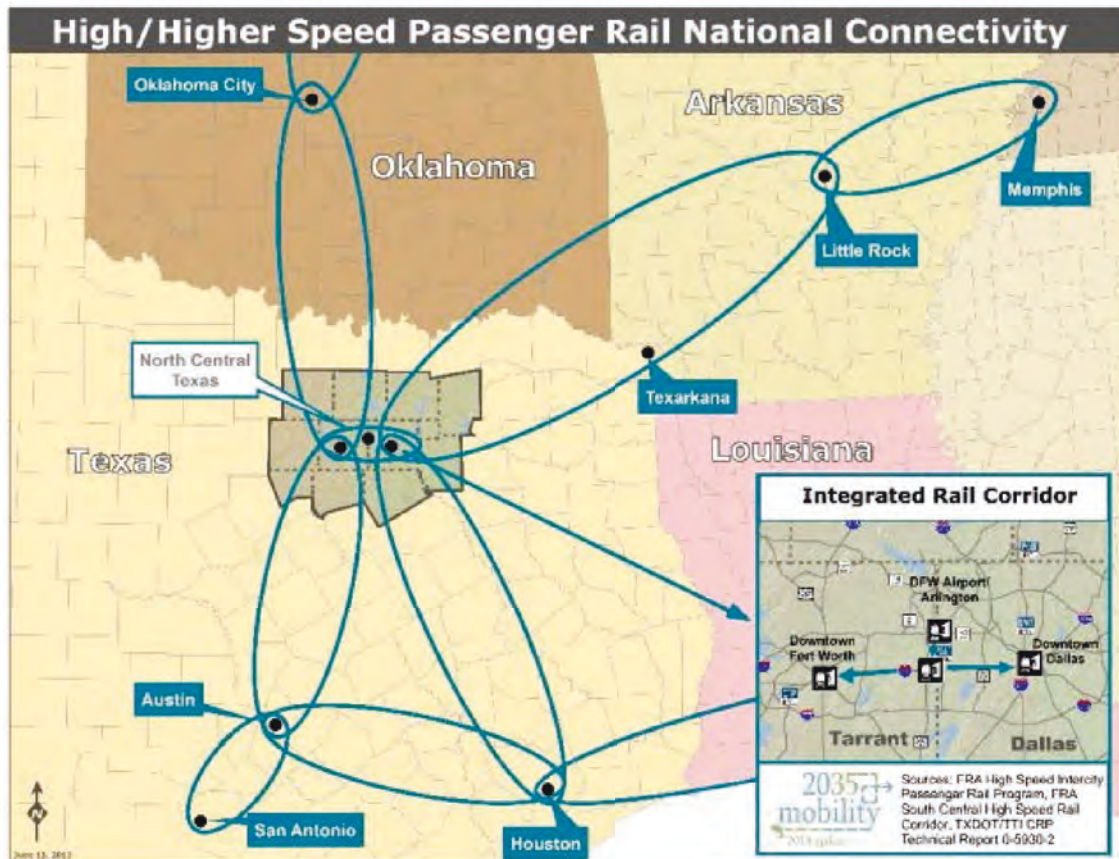 High/Higher Speed Passenger Rail National Connectivity
Oklahoma City
Arkansas
Oklahoma
Memphis
Little Rock
North Central
Texas
Texarkana
Texas
Louisiana
Integrated Rail Corridor
DFW Airport/
Arlington
Downtown
Fort Worth
Downtown
Dallas
Austin
Tarrant
Dallas
San Antonio
Houston
N
2035
mobility
Sources: FRA High Speed Intercity
Passenger Rail Program, FRA
South Central High Speed Rail
Corridor, TXDOT/TTI CRP
Technical Report 0-5930-2